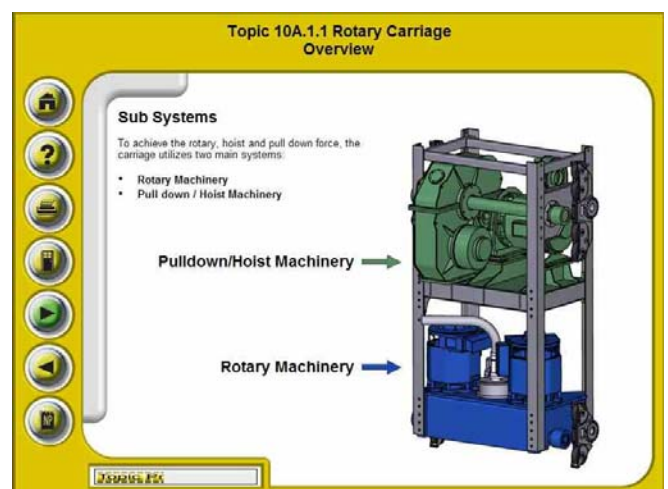 Topic 10A.1.1 Rotary Carriage
Overview
Sub Systems
To achieve the rotary, hoist and pull down force, the
carriage utilizes two main systems:
• Rotary Machinery
• Pull down / Hoist Machinery
Pulldown/Hoist Machinery
Rotary Machinery
?
NP